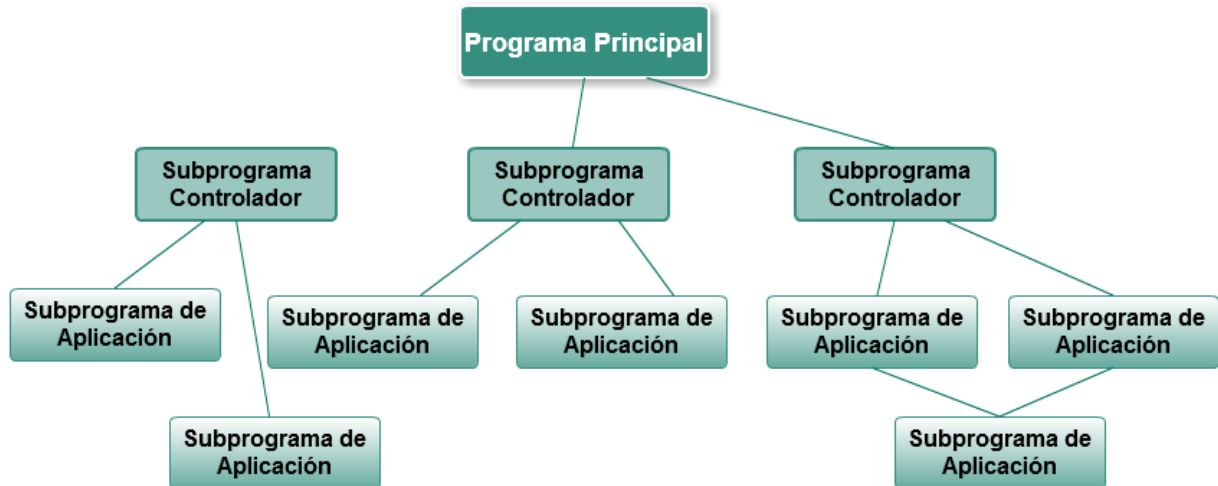 Programa Principal
Subprograma
Controlador
Subprograma
Controlador
Subprograma
Controlador
Subprograma de
Aplicación
Subprograma de
Aplicación
Subprograma de
Aplicación
Subprograma de
Aplicación
Subprograma de
Aplicación
Subprograma de
Aplicación
Subprograma de
Aplicación